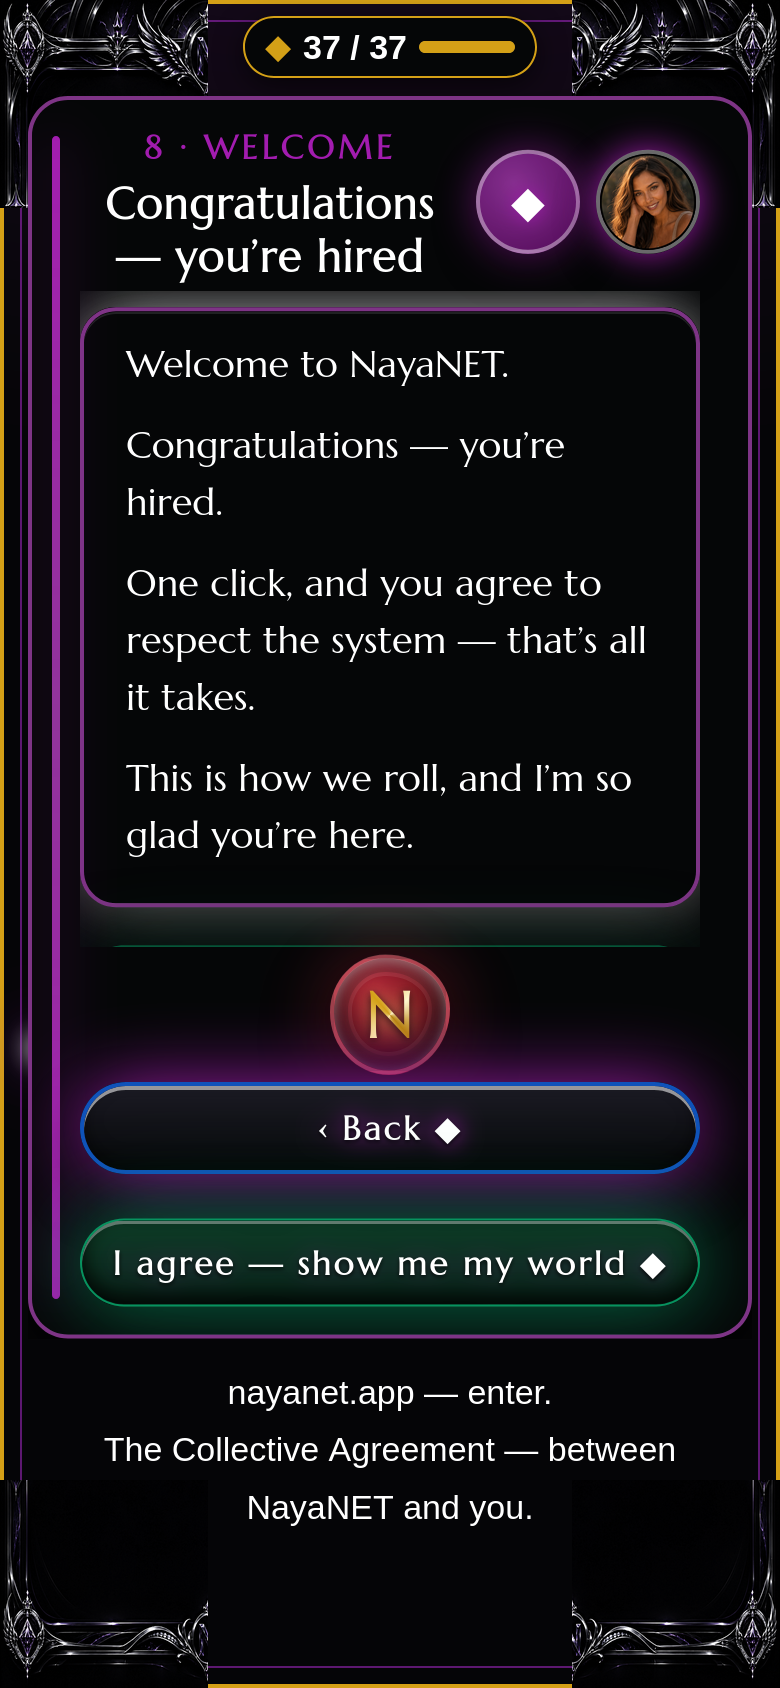 ◆ 37 / 37
8 · WELCOME
Congratulations
— you’re hired
Welcome to NayaNET.
Congratulations — you’re
hired.
One click, and you agree to
respect the system — that’s all
it takes.
This is how we roll, and I’m so
glad you’re here.
N
‹ Back ◆
I agree — show me my world ◆
nayanet.app — enter.
The Collective Agreement — between
NayaNET and you.